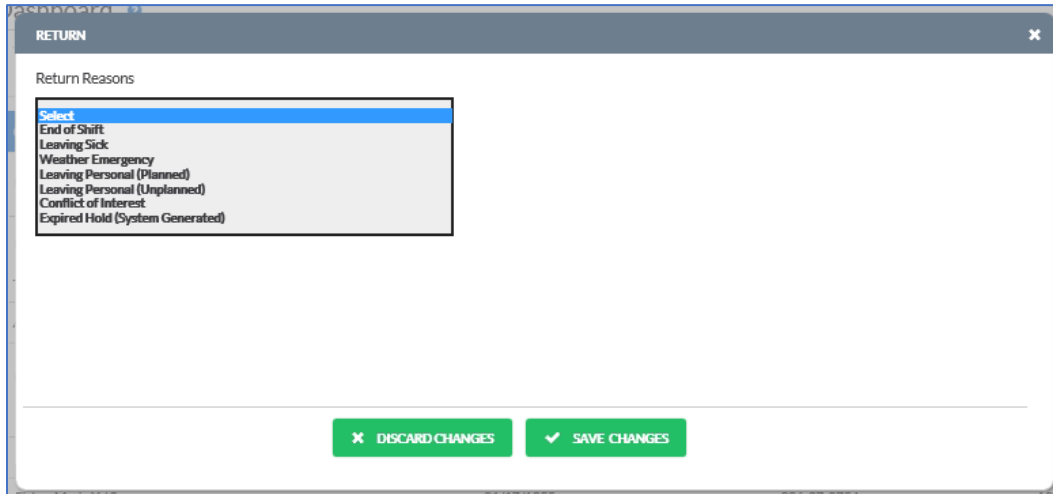 Dashboard
RETURN
Return Reasons
Select
End of Shift
Leaving Sick
Weather Emergency
Leaving Personal (Planned)
Leaving Personal (Unplanned)
Conflict of Interest
Expired Hold (System Generated)
DISCARD CHANGES
SAVE CHANGES